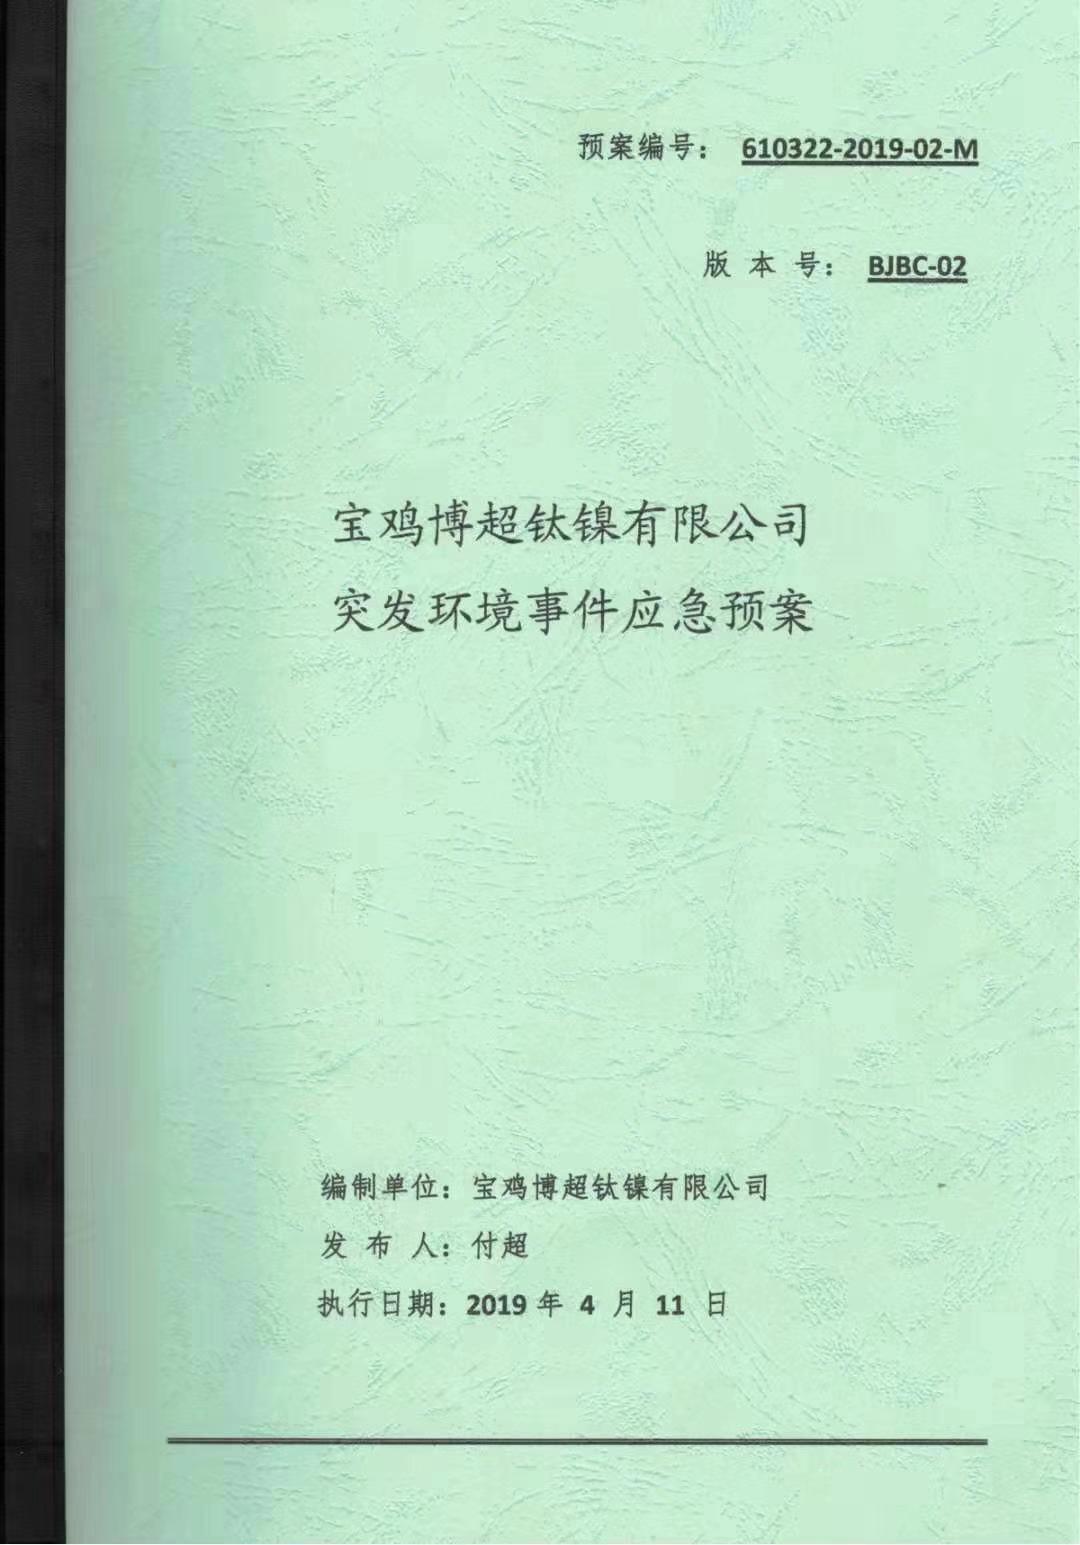 预案编号： 610322-2019-02-M
版 本 号： BJBC-02
宝鸡博超钛镍有限公司
突发环境事件应急预案
编制单位：宝鸡博超钛镍有限公司
发 布 人：付超
执行日期：2019 年 4 月 11 日